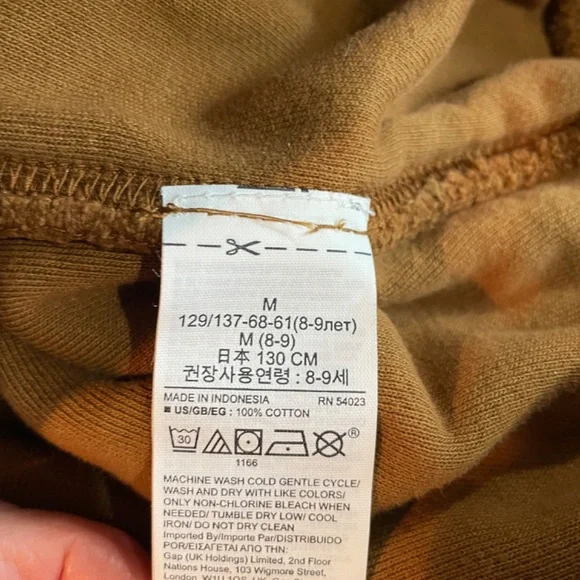 M
129/137-68-61(8-9лет)
M (8-9)
日本 130 CM
권장사용연령 : 8-9세
MADE IN INDONESIA RN 54023
■ US/GB/EG : 100% COTTON
30
®
1166
MACHINE WASH COLD GENTLE CYCLE/
WASH AND DRY WITH LIKE COLORS/
ONLY NON-CHLORINE BLEACH WHEN
NEEDED/ TUMBLE DRY LOW/ COOL
IRON/ DO NOT DRY CLEAN
Imported By/Importe Par/DISTRIBUIDO
POR/ΕΙΣΑΓΕΤΑΙ ΑΠΟ ΤΗΝ:
Gap (UK Holdings) Limited, 2nd Floor
Nations House, 103 Wigmore Street,
London, W1U 1QS, UK, Gap